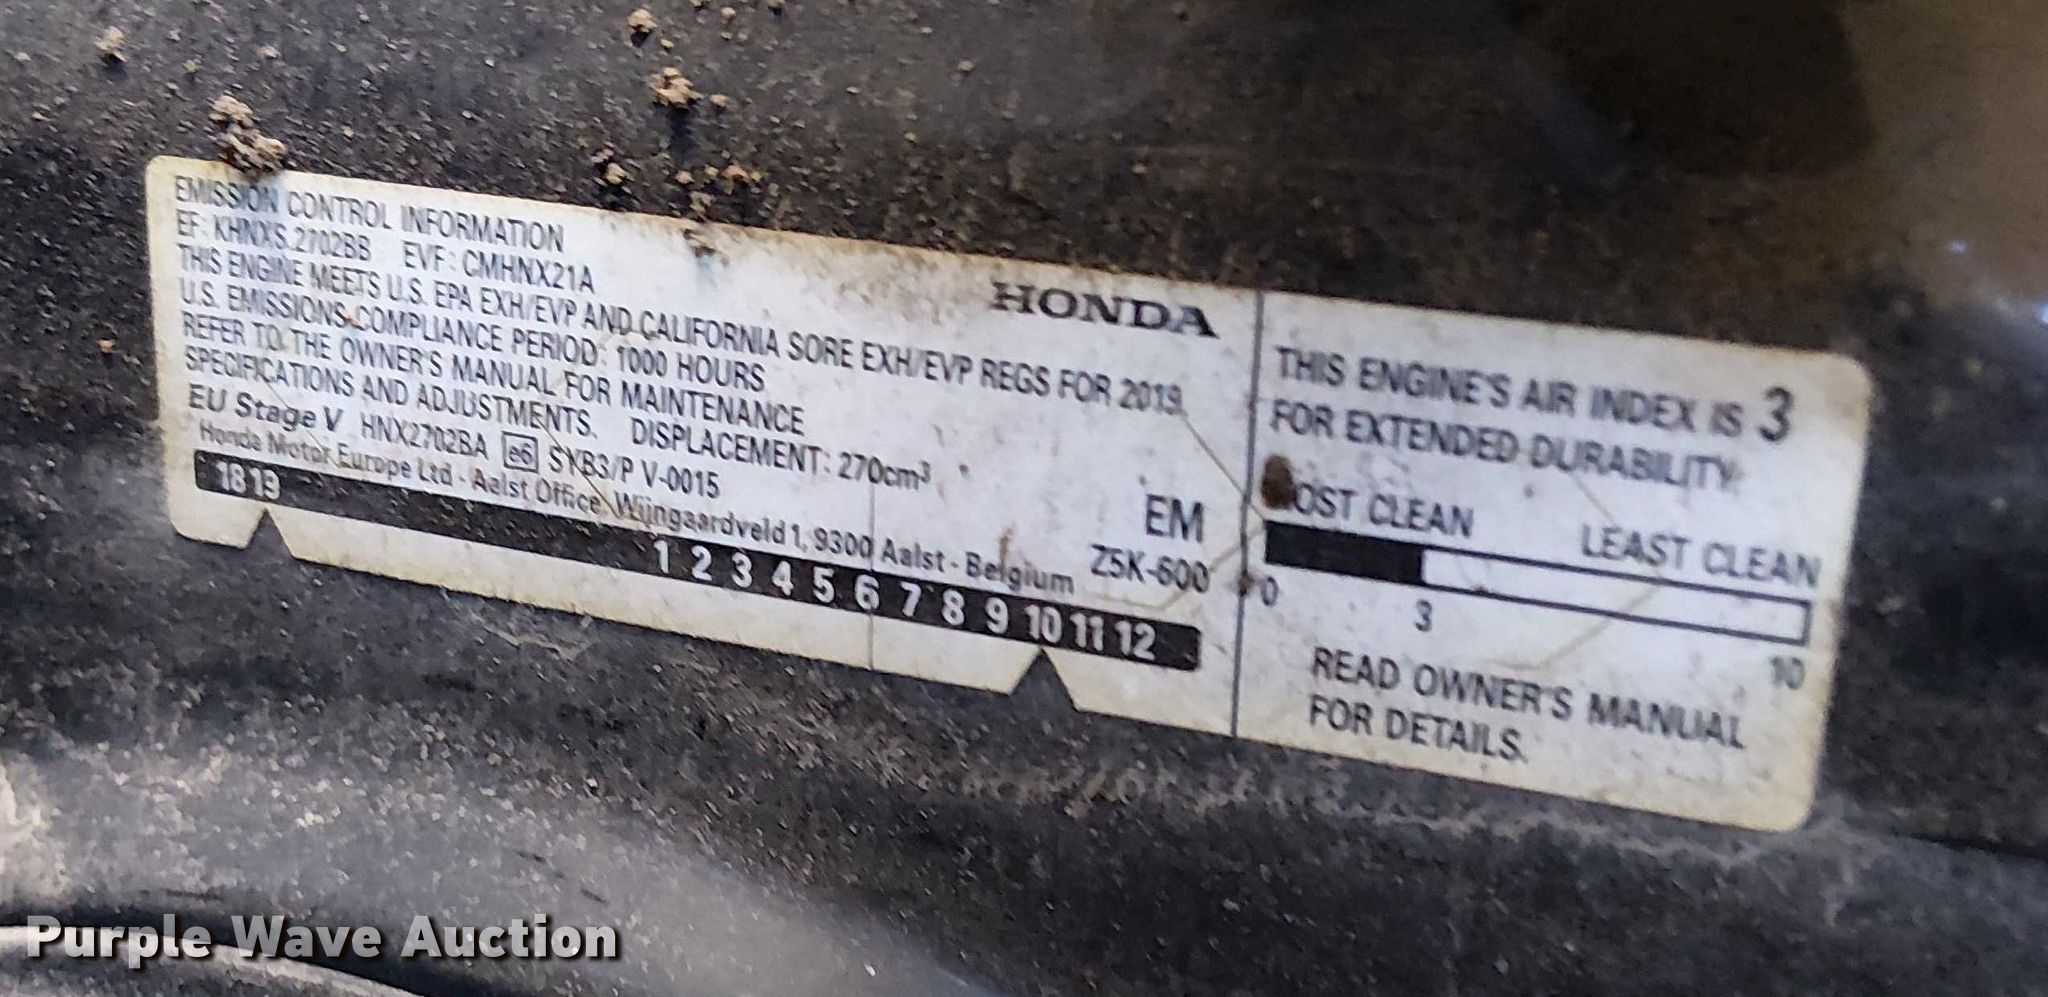 EMISSION CONTROL INFORMATION
EF: KHNXS.2702BB EVF: CMHNX21A
THIS ENGINE MEETS U.S. EPA EXH/EVP AND CALIFORNIA SORE EXH/EVP REGS FOR 2019.
U.S. EMISSIONS COMPLIANCE PERIOD: 1000 HOURS
REFER TO THE OWNER'S MANUAL FOR MAINTENANCE
SPECIFICATIONS AND ADJUSTMENTS. DISPLACEMENT: 270cm³
EU Stage V HNX2702BA e6 SYB3/P V-0015
Honda Motor Europe Ltd - Aalst Office, Wijngaardveld 1, 9300 Aalst - Belgium
18 19 1 2 3 4 5 6 7 8 9 10 11 12
HONDA
EM
Z5K-600
THIS ENGINE'S AIR INDEX IS 3
FOR EXTENDED DURABILITY
MOST CLEAN LEAST CLEAN
0 3 10
READ OWNER'S MANUAL
FOR DETAILS.
Purple Wave Auction